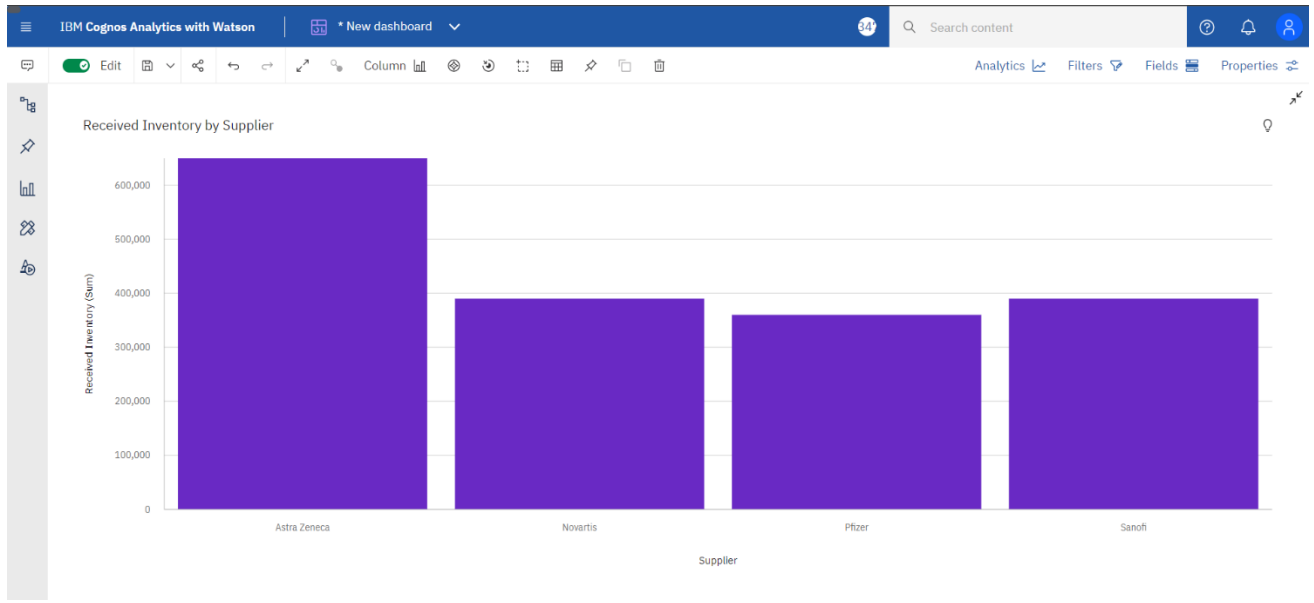 IBM Cognos Analytics with Watson
* New dashboard
Search content
Edit
Column
Analytics
Filters
Fields
Properties
Received Inventory by Supplier
Received Inventory (Sum)
600,000
500,000
400,000
300,000
200,000
100,000
0
Astra Zeneca
Novartis
Pfizer
Sanofi
Supplier